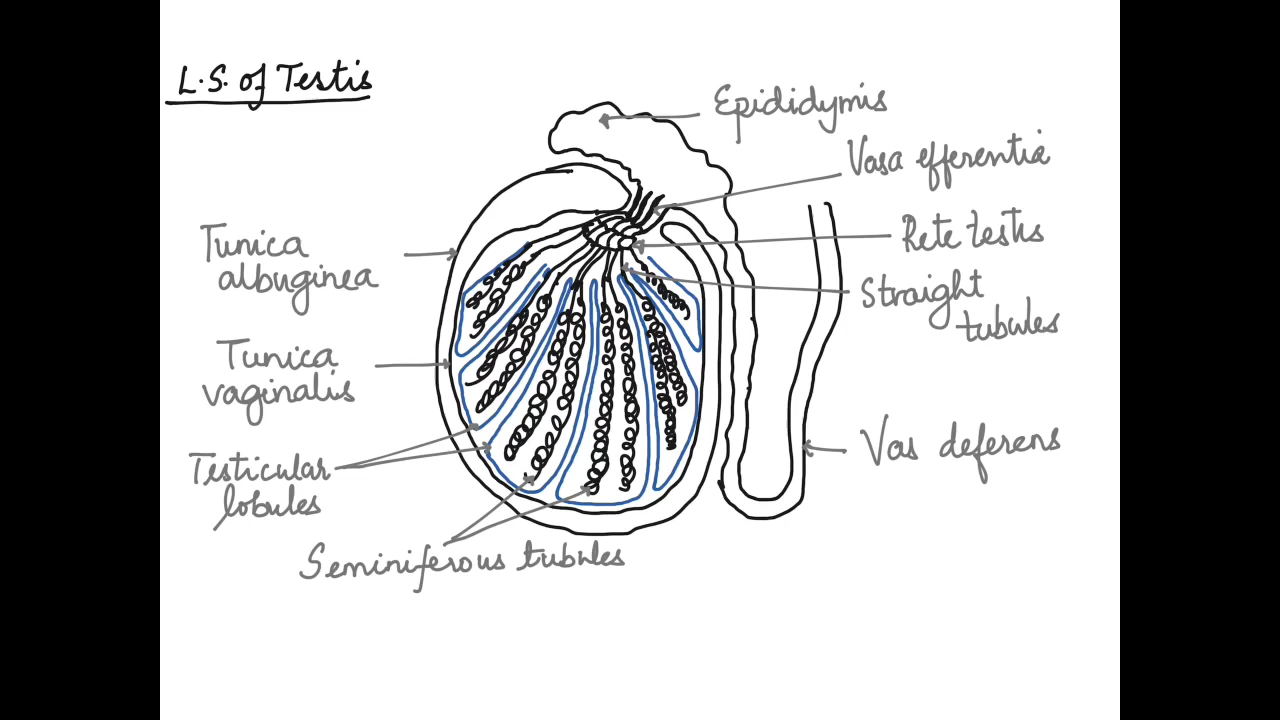 L.S. of Testis
Epididymis
Vasa efferentia
Rete testis
Straight
tubules
Vas deferens
Tunica
albuginea
Tunica
vaginalis
Testicular
lobules
Seminiferous tubules